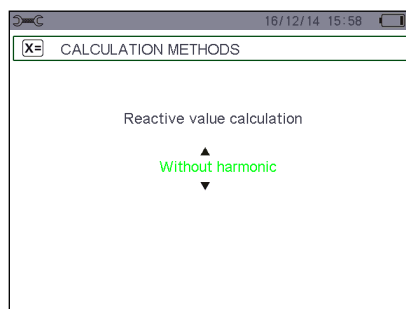 16/12/14 15:58
X= CALCULATION METHODS
Reactive value calculation
Without harmonic